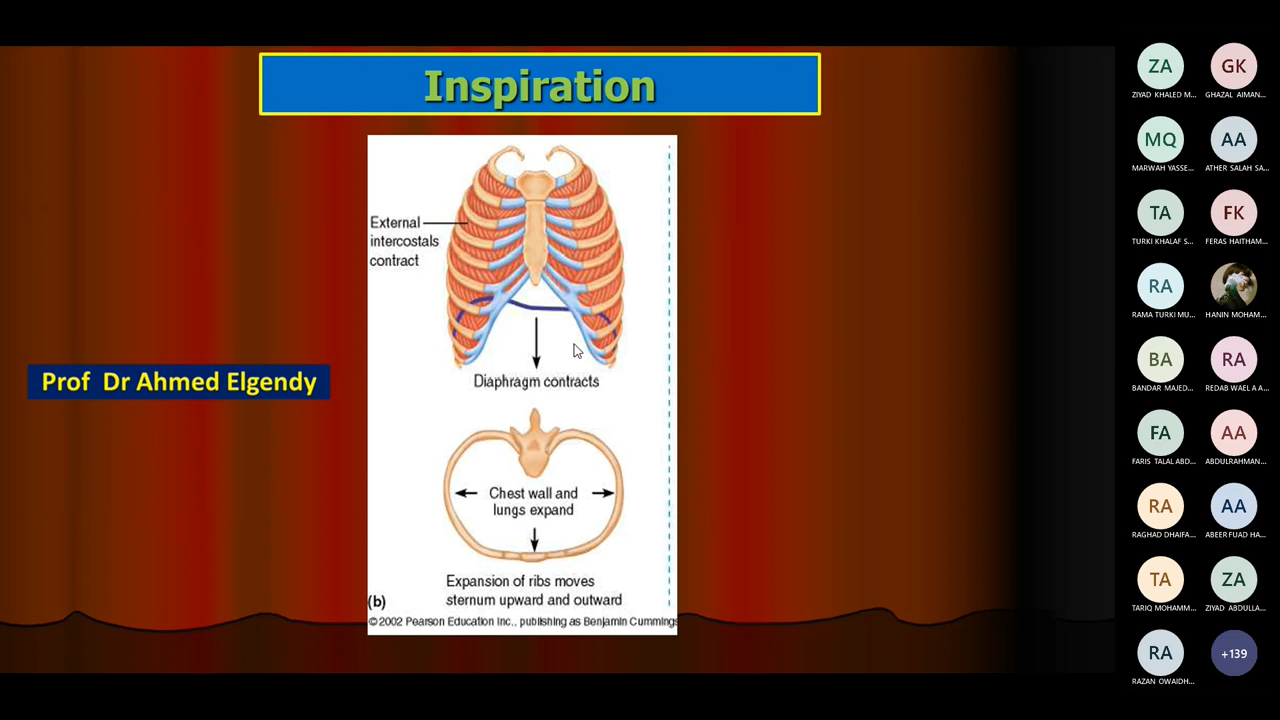 Inspiration
External
intercostals
contract
Diaphragm contracts
Chest wall and
lungs expand
Expansion of ribs moves
sternum upward and outward
(b)
©2002 Pearson Education Inc., publishing as Benjamin Cummings
Prof Dr Ahmed Elgendy
ZA
GK
ZIYAD KHALED M...
GHAZAL AIMAN...
MQ
AA
MARWAH YASSE...
ATHER SALAH SA...
TA
FK
TURKI KHALAF S...
FERAS HAITHAM...
RA
RAMA TURKI MU...
HANIN MOHAM...
BA
RA
BANDAR MAJED...
REDAB WAEL A A...
FA
AA
FARIS TALAL ABD...
ABDULRAHMAN...
RA
AA
RAGHAD DHAIFA...
ABEER FUAD HA...
TA
ZA
TARIQ MOHAMM...
ZIYAD ABDULLA...
RA
+139
RAZAN OWAIDH...